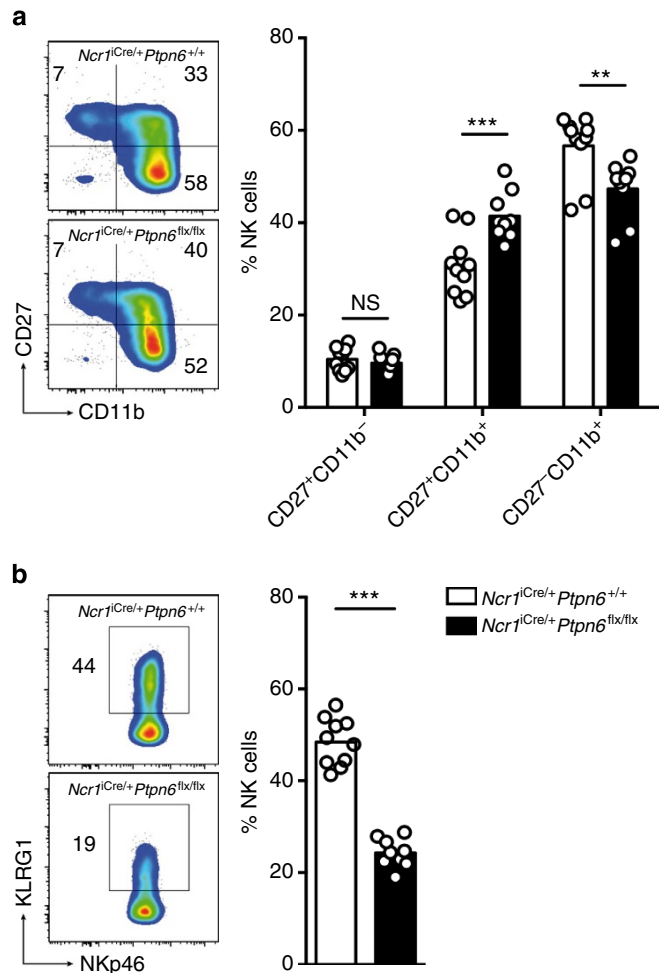 a
Ncr1iCre/+Ptpn6+/+
7 33
58
Ncr1iCre/+Ptpn6flx/flx
7 40
52
CD27
CD11b
% NK cells
80
60
40
20
0
NS
***
**
CD27+CD11b−
CD27+CD11b+
CD27−CD11b+
b
Ncr1iCre/+Ptpn6+/+
44
Ncr1iCre/+Ptpn6flx/flx
19
KLRG1
NKp46
% NK cells
80
60
40
20
0
***
Ncr1iCre/+Ptpn6+/+
Ncr1iCre/+Ptpn6flx/flx